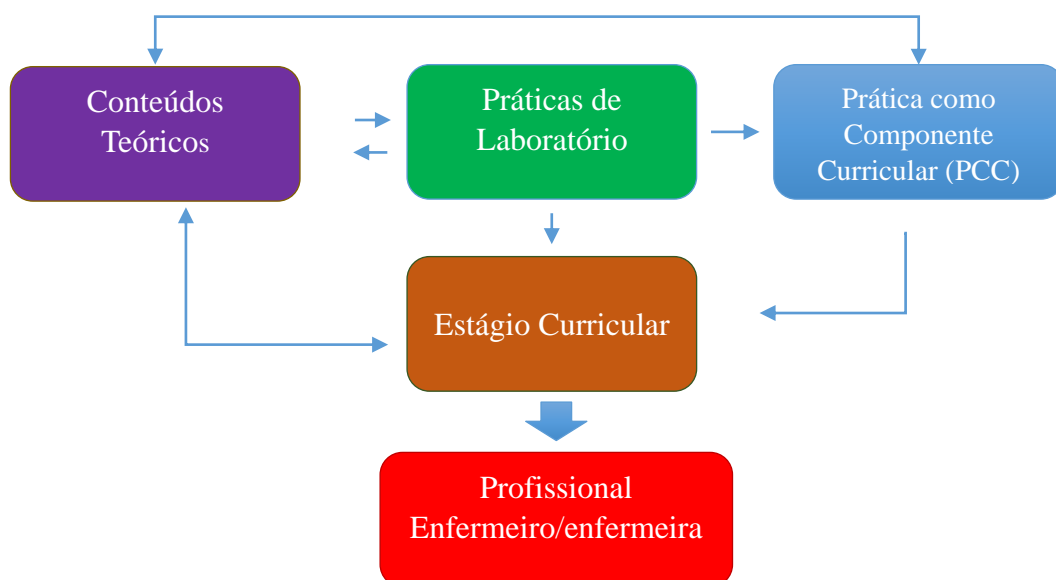 Conteúdos
Teóricos
Práticas de
Laboratório
Prática como
Componente
Curricular (PCC)
Estágio Curricular
Profissional
Enfermeiro/enfermeira